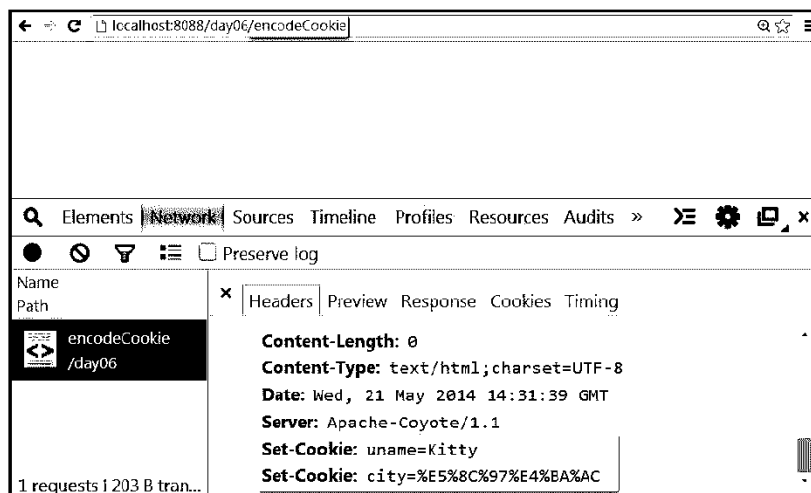 localhost:8088/day06/encodeCookie
Elements Network Sources Timeline Profiles Resources Audits »
Preserve log
Name
Path
× Headers Preview Response Cookies Timing
encodeCookie
/day06
Content-Length: 0
Content-Type: text/html;charset=UTF-8
Date: Wed, 21 May 2014 14:31:39 GMT
Server: Apache-Coyote/1.1
Set-Cookie: uname=Kitty
Set-Cookie: city=%E5%8C%97%E4%BA%AC
1 requests | 203 B tran...